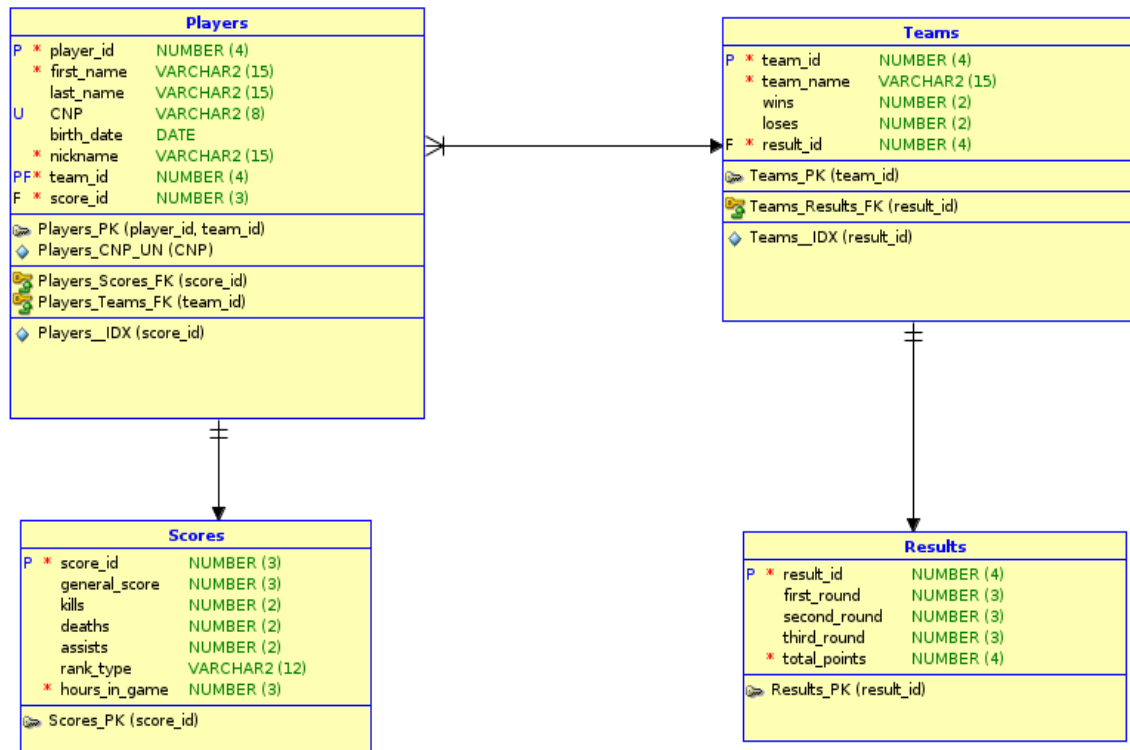 Players
P * player_id NUMBER (4)
* first_name VARCHAR2 (15)
last_name VARCHAR2 (15)
U CNP VARCHAR2 (8)
birth_date DATE
* nickname VARCHAR2 (15)
PF* team_id NUMBER (4)
F * score_id NUMBER (3)
Players_PK (player_id, team_id)
Players_CNP_UN (CNP)
Players_Scores_FK (score_id)
Players_Teams_FK (team_id)
Players__IDX (score_id)
Teams
P * team_id NUMBER (4)
* team_name VARCHAR2 (15)
wins NUMBER (2)
loses NUMBER (2)
F * result_id NUMBER (4)
Teams_PK (team_id)
Teams_Results_FK (result_id)
Teams__IDX (result_id)
Scores
P * score_id NUMBER (3)
general_score NUMBER (3)
kills NUMBER (2)
deaths NUMBER (2)
assists NUMBER (2)
rank_type VARCHAR2 (12)
* hours_in_game NUMBER (3)
Scores_PK (score_id)
Results
P * result_id NUMBER (4)
first_round NUMBER (3)
second_round NUMBER (3)
third_round NUMBER (3)
* total_points NUMBER (4)
Results_PK (result_id)